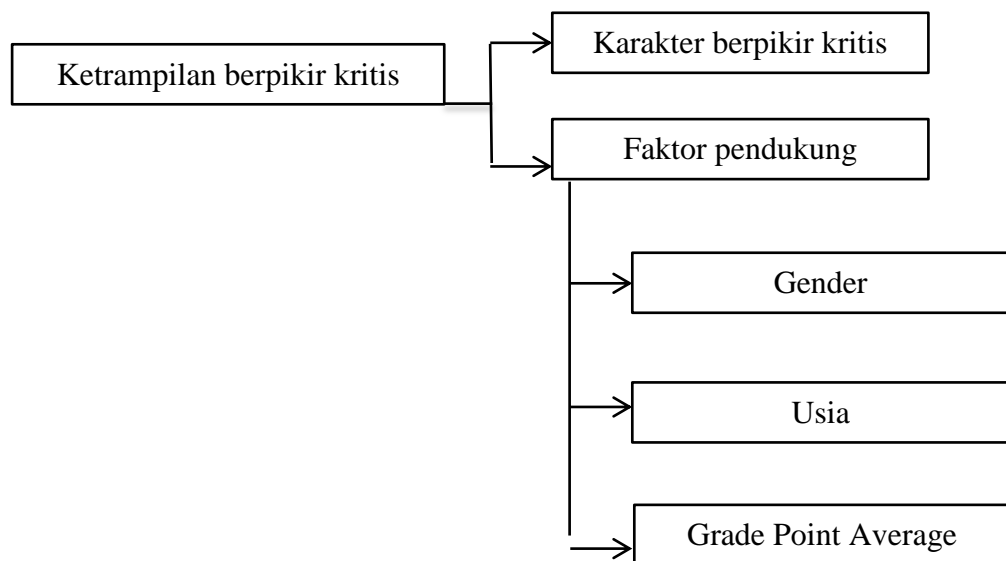 Karakter berpikir kritis
Ketrampilan berpikir kritis
Faktor pendukung
Gender
Usia
Grade Point Average